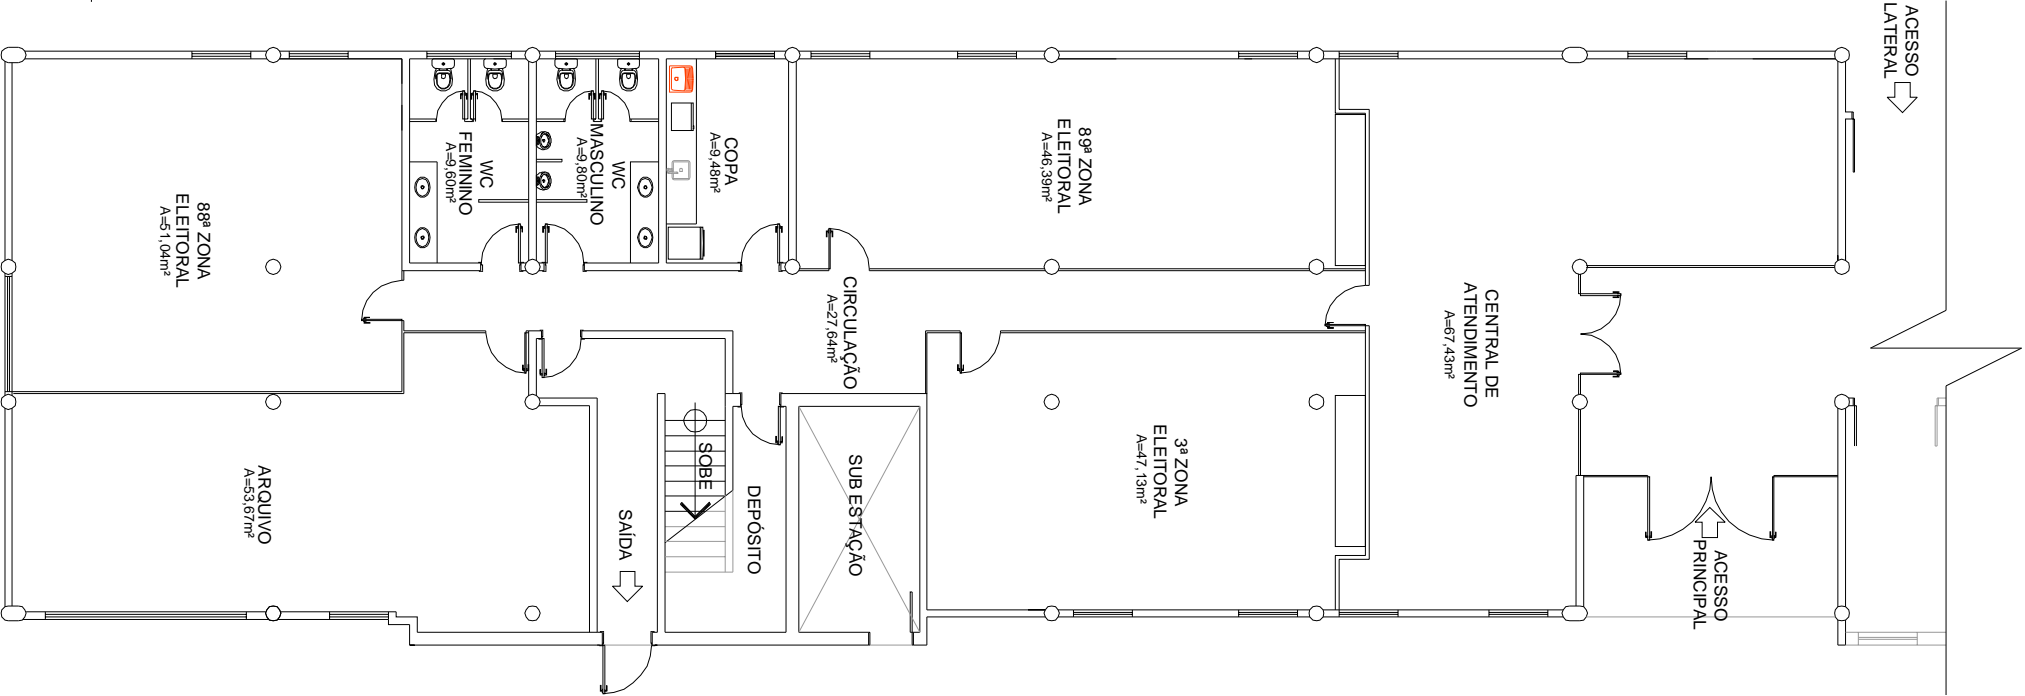 88ª ZONA
ELEITORAL
A=51,04m²
WC
FEMININO
A=9,60m²
WC
MASCULINO
A=9,80m²
COPA
A=9,48m²
89ª ZONA
ELEITORAL
A=46,39m²
CIRCULAÇÃO
A=27,64m²
CENTRAL DE
ATENDIMENTO
A=67,43m²
ACESSO
LATERAL
ARQUIVO
A=53,67m²
SAÍDA
SOBE
DEPÓSITO
SUB ESTAÇÃO
3ª ZONA
ELEITORAL
A=47,13m²
ACESSO
PRINCIPAL